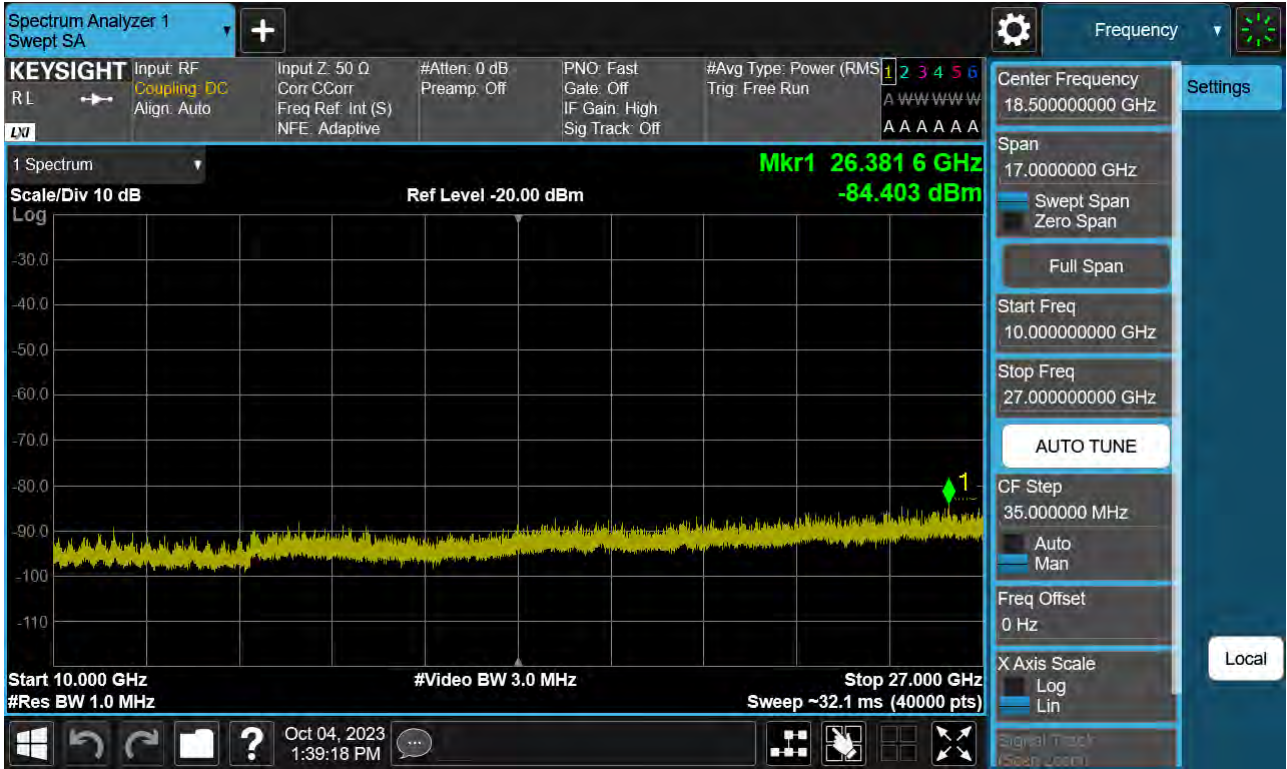 Spectrum Analyzer 1
Swept SA
Frequency
KEYSIGHT
RL
LXI
Input: RF
Coupling: DC
Align: Auto
Input Z: 50 Ω
Corr CCorr
Freq Ref: Int (S)
NFE: Adaptive
#Atten: 0 dB
Preamp: Off
PNO: Fast
Gate: Off
IF Gain: High
Sig Track: Off
#Avg Type: Power (RMS
Trig: Free Run
1 2 3 4 5 6
A W W W W W
A A A A A A
1 Spectrum
Mkr1 26.381 6 GHz
Scale/Div 10 dB
Ref Level -20.00 dBm
-84.403 dBm
Log
-30.0
-40.0
-50.0
-60.0
-70.0
-80.0
1
-90.0
-100
-110
Start 10.000 GHz
#Video BW 3.0 MHz
Stop 27.000 GHz
#Res BW 1.0 MHz
Sweep ~32.1 ms (40000 pts)
Center Frequency
18.500000000 GHz
Settings
Span
17.0000000 GHz
Swept Span
Zero Span
Full Span
Start Freq
10.000000000 GHz
Stop Freq
27.000000000 GHz
AUTO TUNE
CF Step
35.000000 MHz
Auto
Man
Freq Offset
0 Hz
X Axis Scale
Log
Lin
Local
Signal Track
(Span Zoom)
?
Oct 04, 2023
1:39:18 PM